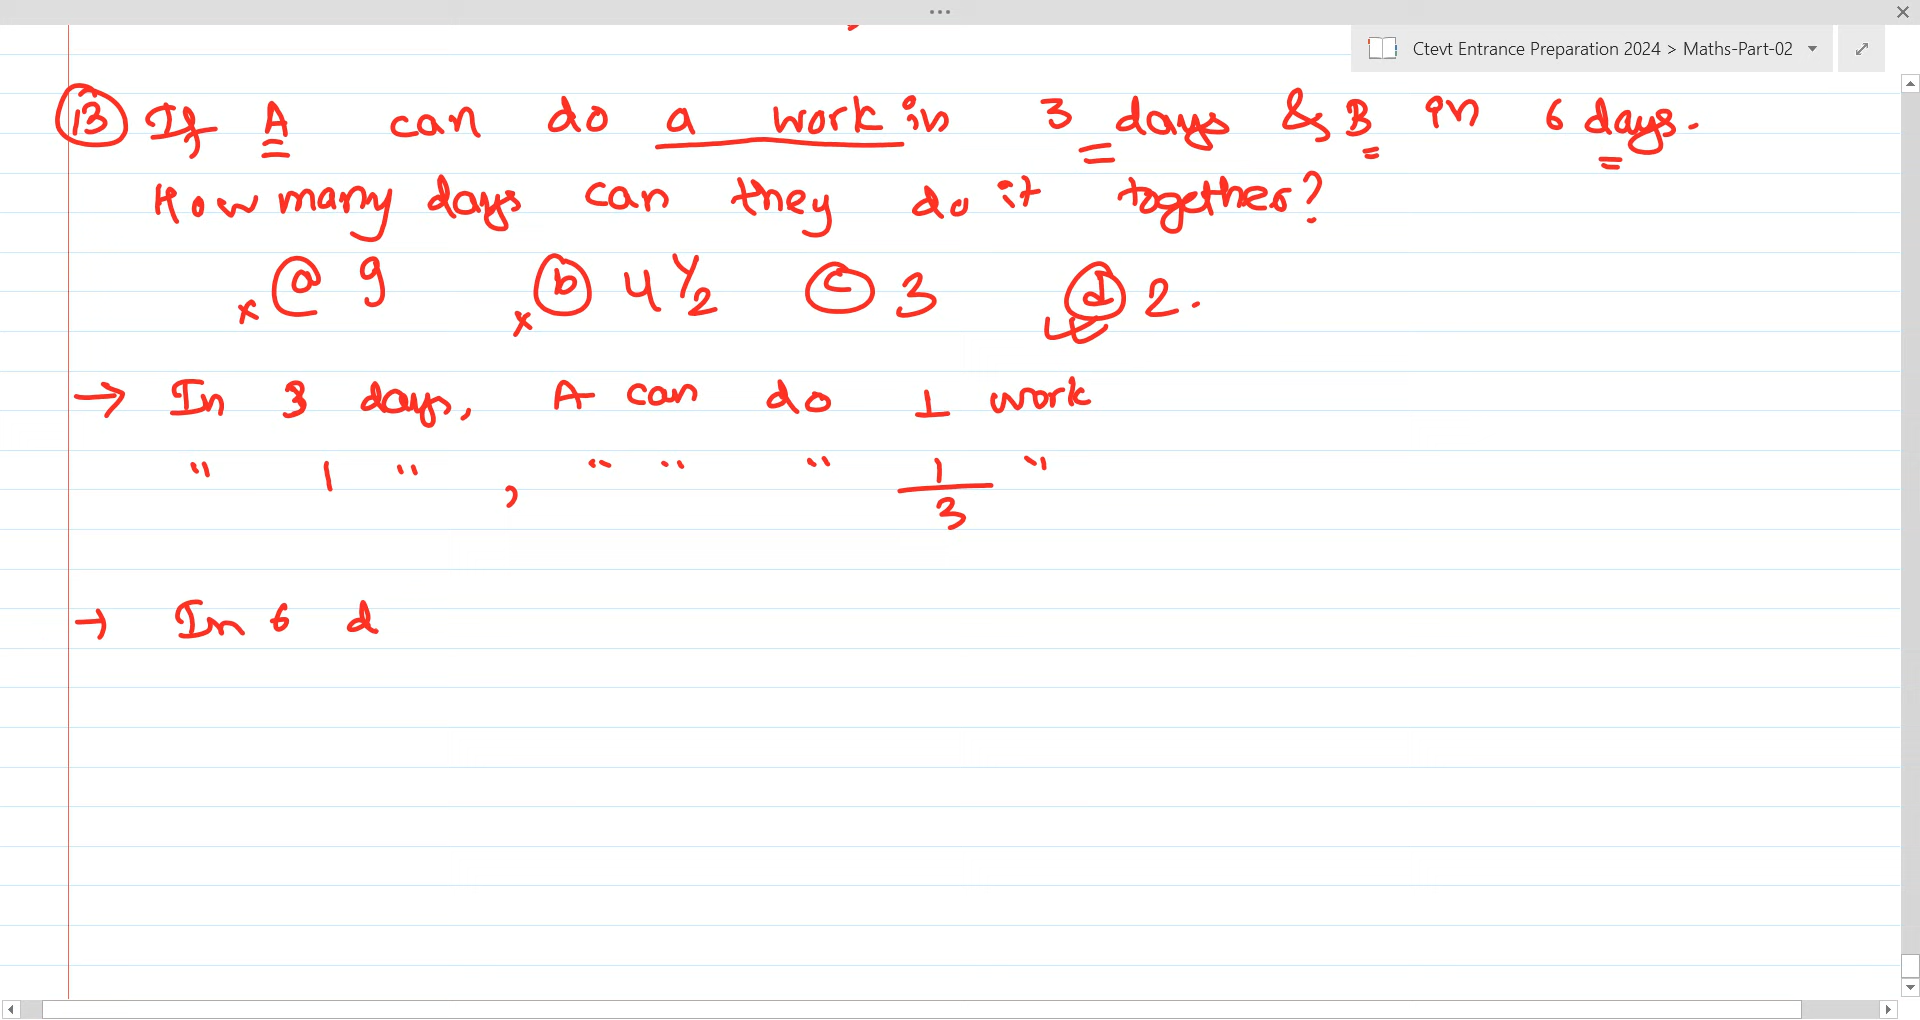 Ctevt Entrance Preparation 2024 > Maths-Part-02
13 If A can do a work in 3 days & B in 6 days.
How many days can they do it together?
x a 9 x b 4 1/2 c 3 d 2.
→ In 3 days, A can do 1 work
" 1 " , " " " 1/3 "
→ In 6 d